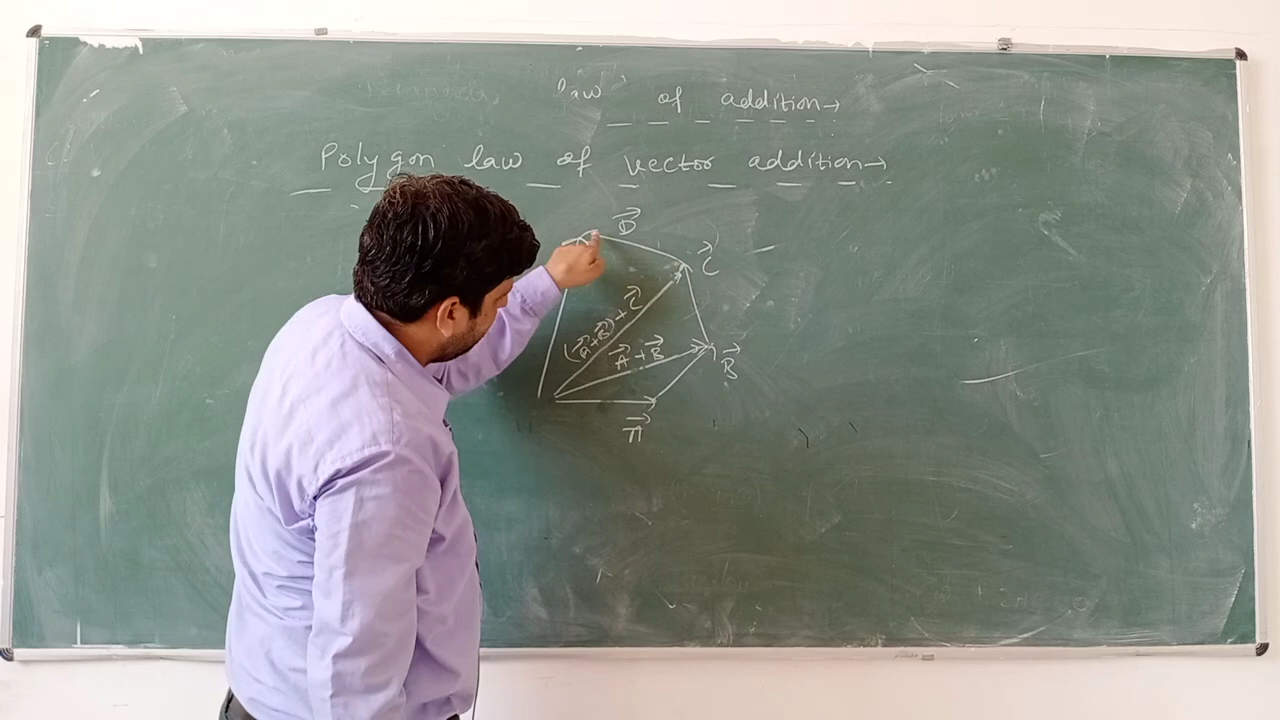 law of addition→
Polygon law of vector addition→
D⃗
C⃗
(A⃗+B⃗)+C⃗
A⃗+B⃗
B⃗
A⃗